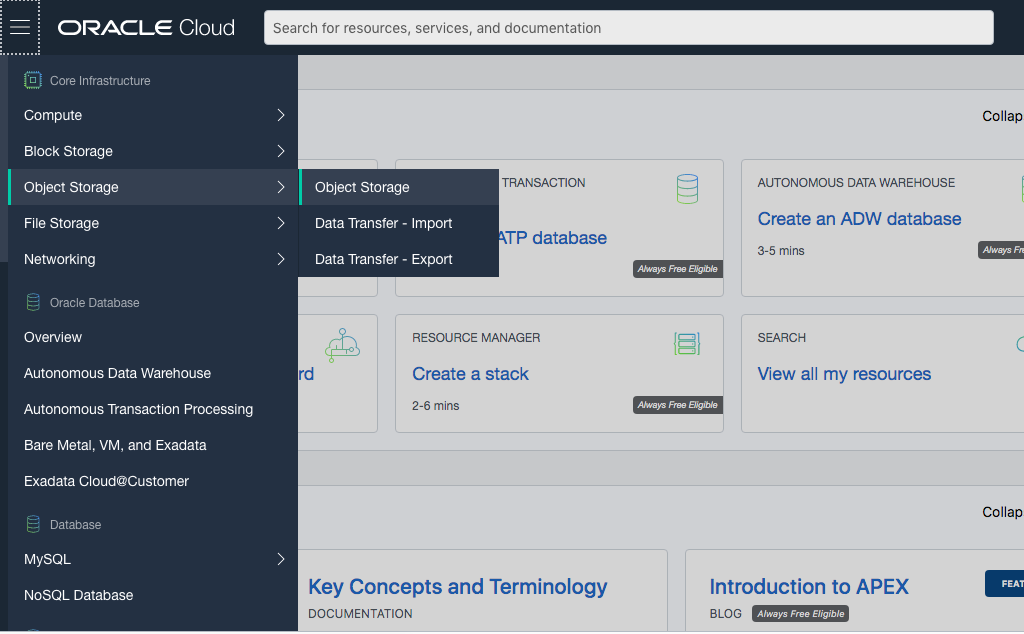 ORACLE Cloud
Search for resources, services, and documentation
Core Infrastructure
Compute
Block Storage
Object Storage
File Storage
Networking
Oracle Database
Overview
Autonomous Data Warehouse
Autonomous Transaction Processing
Bare Metal, VM, and Exadata
Exadata Cloud@Customer
Database
MySQL
NoSQL Database
Object Storage
Data Transfer - Import
Data Transfer - Export
Collap
TRANSACTION
ATP database
Always Free Eligible
AUTONOMOUS DATA WAREHOUSE
Create an ADW database
3-5 mins
Always Fre
rd
RESOURCE MANAGER
Create a stack
2-6 mins
Always Free Eligible
SEARCH
View all my resources
Collap
Key Concepts and Terminology
DOCUMENTATION
Introduction to APEX
BLOG Always Free Eligible
FEAT